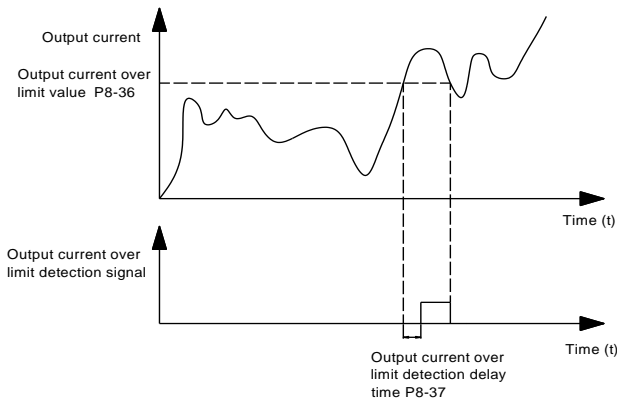 Output current
Output current over
limit value P8-36
Time (t)
Output current over
limit detection signal
Time (t)
Output current over
limit detection delay
time P8-37